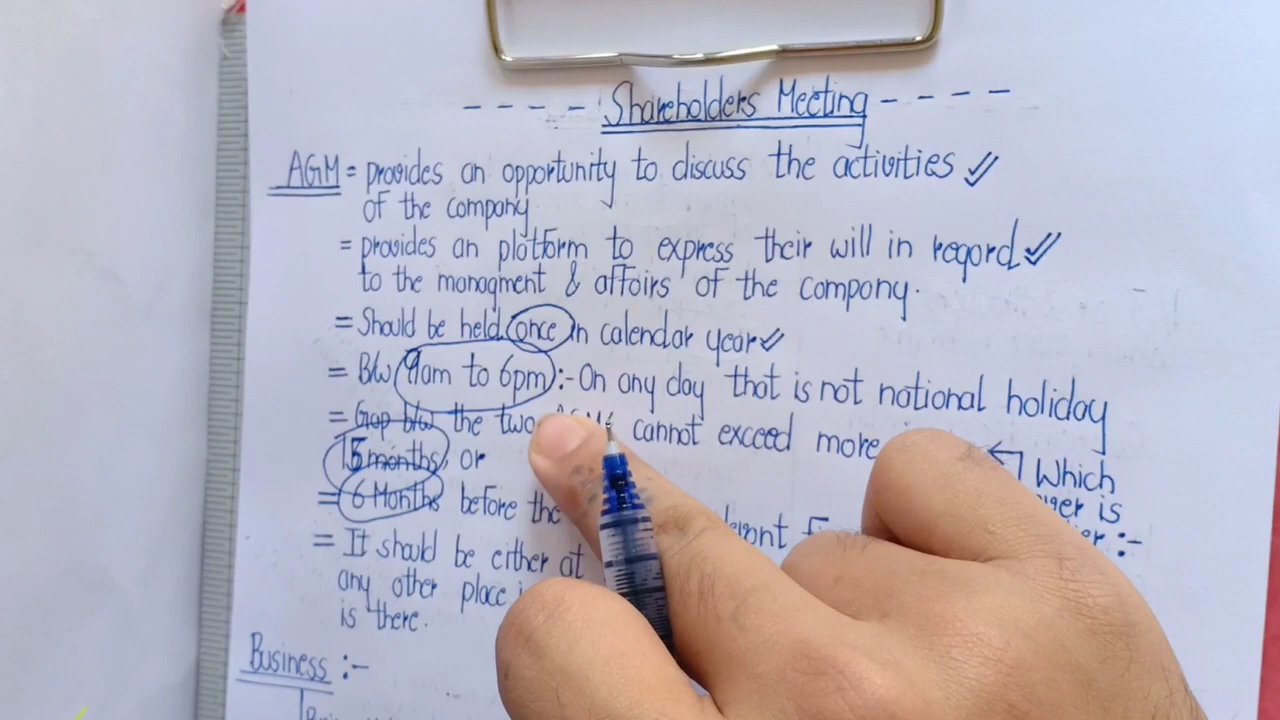 - - - - Shareholders Meeting - - - -
AGM = provides an opportunity to discuss the activities
of the company
= provides an platform to express their will in regard
to the managment & affairs of the company.
= Should be held once in calendar year
= B/W 9am to 6pm :- On any day that is not national holiday
= Gap b/w the two cannot exceed more
15 months, or
Which
= 6 Months before the
is
= It should be either at
any other place
is there.
Business :-